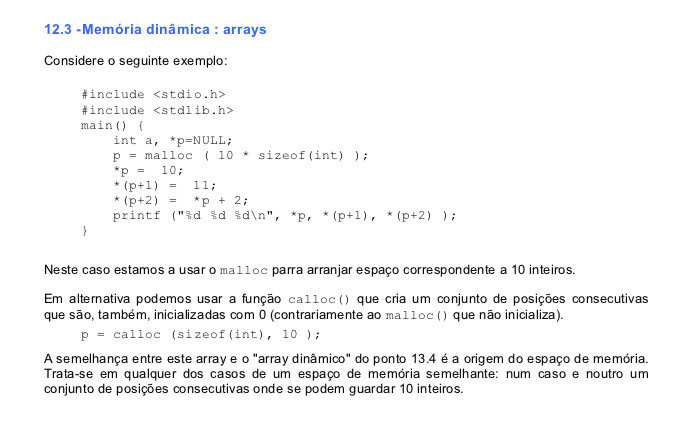 12.3 -Memória dinâmica : arrays
Considere o seguinte exemplo:
#include <stdio.h>
#include <stdlib.h>
main() {
int a, *p=NULL;
p = malloc ( 10 * sizeof(int) );
*p =  10;
*(p+1) =  11;
*(p+2) =  *p + 2;
printf ("%d %d %d\n", *p, *(p+1), *(p+2) );
}
Neste caso estamos a usar o malloc parra arranjar espaço correspondente a 10 inteiros.
Em alternativa podemos usar a função calloc() que cria um conjunto de posições consecutivas
que são, também, inicializadas com 0 (contrariamente ao malloc() que não inicializa).
p = calloc (sizeof(int), 10 );
A semelhança entre este array e o "array dinâmico" do ponto 13.4 é a origem do espaço de memória.
Trata-se em qualquer dos casos de um espaço de memória semelhante: num caso e noutro um
conjunto de posições consecutivas onde se podem guardar 10 inteiros.